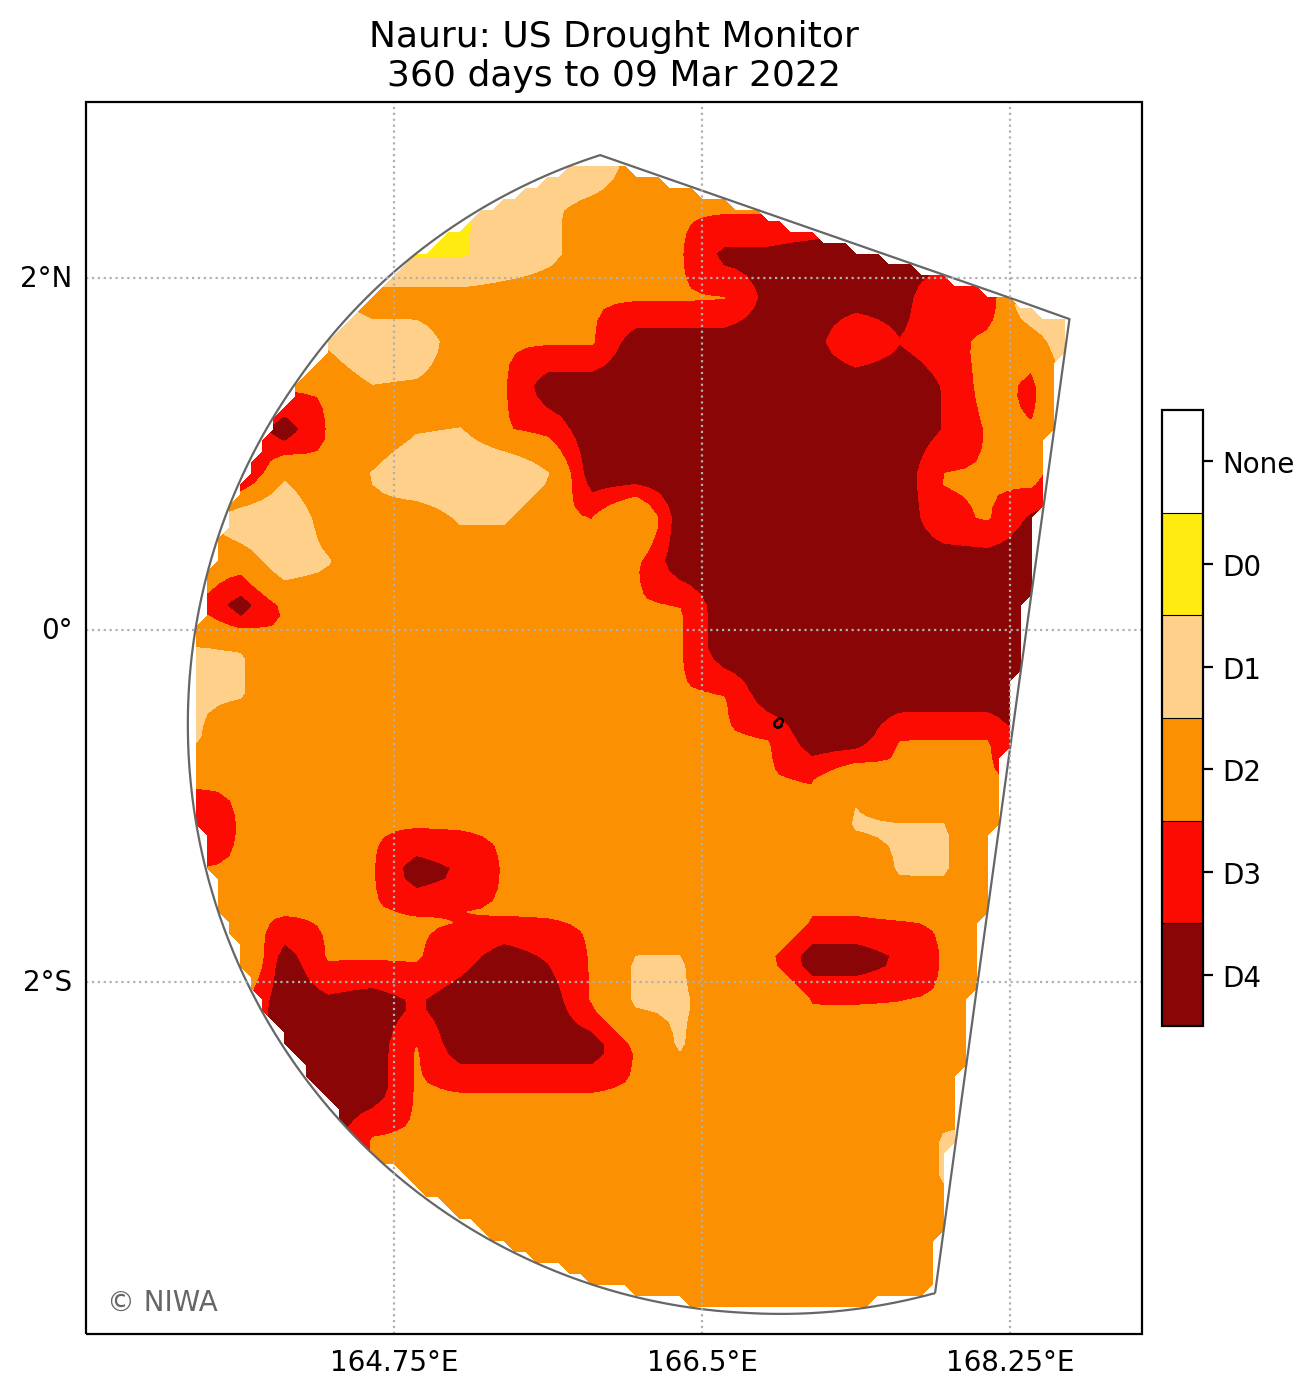 Nauru: US Drought Monitor
360 days to 09 Mar 2022
2°N
0°
2°S
164.75°E
166.5°E
168.25°E
None
D0
D1
D2
D3
D4
© NIWA